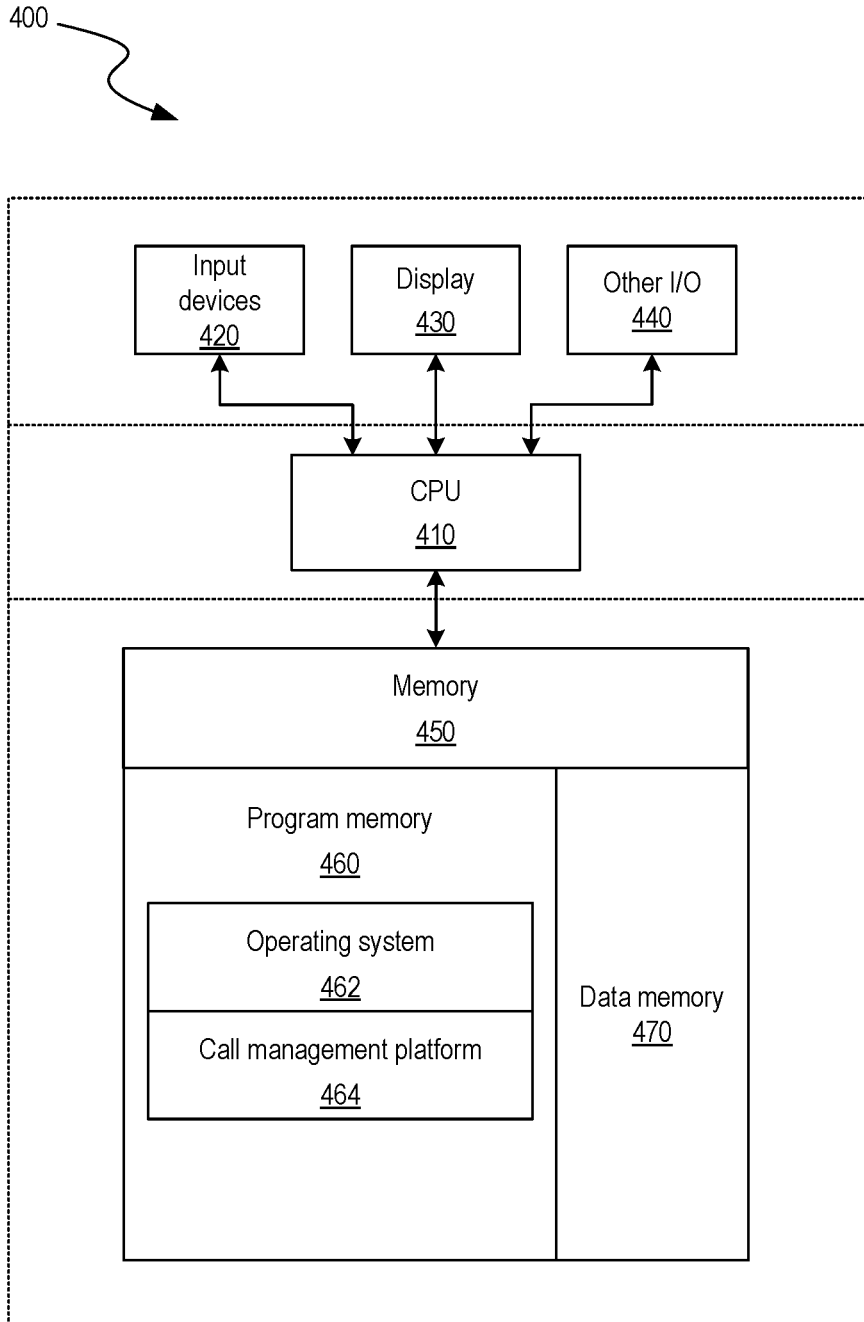 400
Input
devices
420
Display
430
Other I/O
440
CPU
410
Memory
450
Program memory
460
Operating system
462
Call management platform
464
Data memory
470